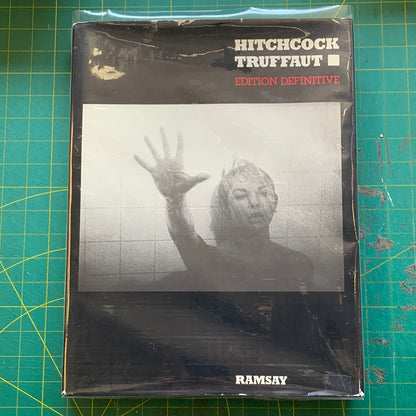 HITCHCOCK
TRUFFAUT
EDITION DEFINITIVE
RAMSAY